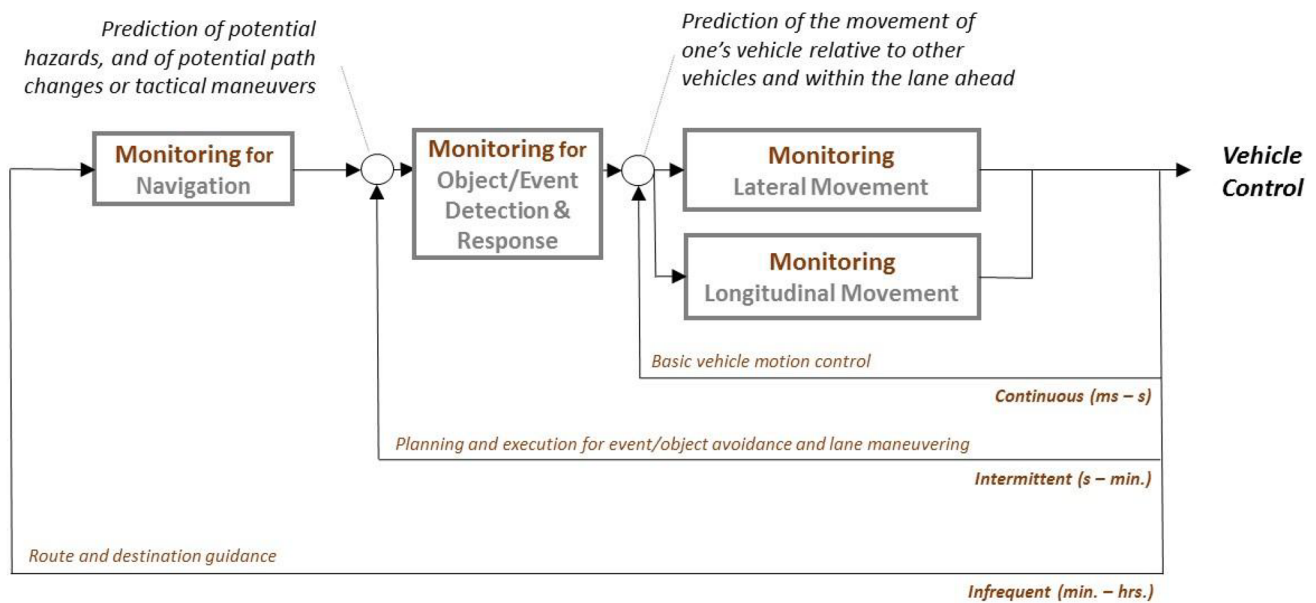 Prediction of potential
hazards, and of potential path
changes or tactical maneuvers
Prediction of the movement of
one's vehicle relative to other
vehicles and within the lane ahead
Monitoring for
Navigation
Monitoring for
Object/Event
Detection &
Response
Monitoring
Lateral Movement
Monitoring
Longitudinal Movement
Vehicle
Control
Basic vehicle motion control
Continuous (ms – s)
Planning and execution for event/object avoidance and lane maneuvering
Intermittent (s – min.)
Route and destination guidance
Infrequent (min. – hrs.)